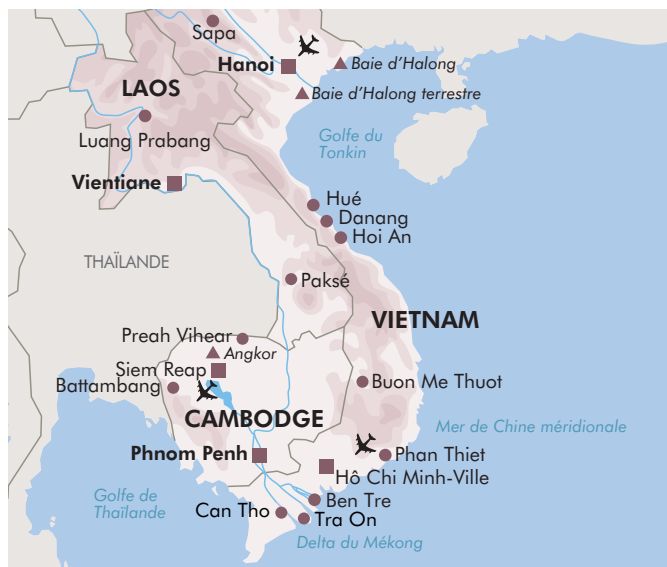 Sapa
Hanoi
Baie d'Halong
LAOS
Baie d'Halong terrestre
Luang Prabang
Golfe du
Tonkin
Vientiane
Hué
Danang
Hoi An
THAÏLANDE
Paksé
VIETNAM
Preah Vihear
Angkor
Siem Reap
Battambang
Buon Me Thuot
CAMBODGE
Mer de Chine méridionale
Phnom Penh
Phan Thiet
Hô Chi Minh-Ville
Golfe de
Thaïlande
Ben Tre
Can Tho
Tra On
Delta du Mékong